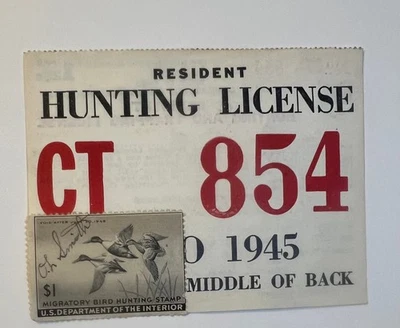 RESIDENT
HUNTING LICENSE
CT 854
O 1945
MIDDLE OF BACK
$1
MIGRATORY BIRD HUNTING STAMP
U.S. DEPARTMENT OF THE INTERIOR